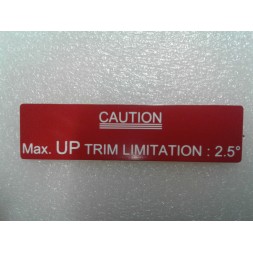 CAUTION
Max. UP TRIM LIMITATION : 2.5°